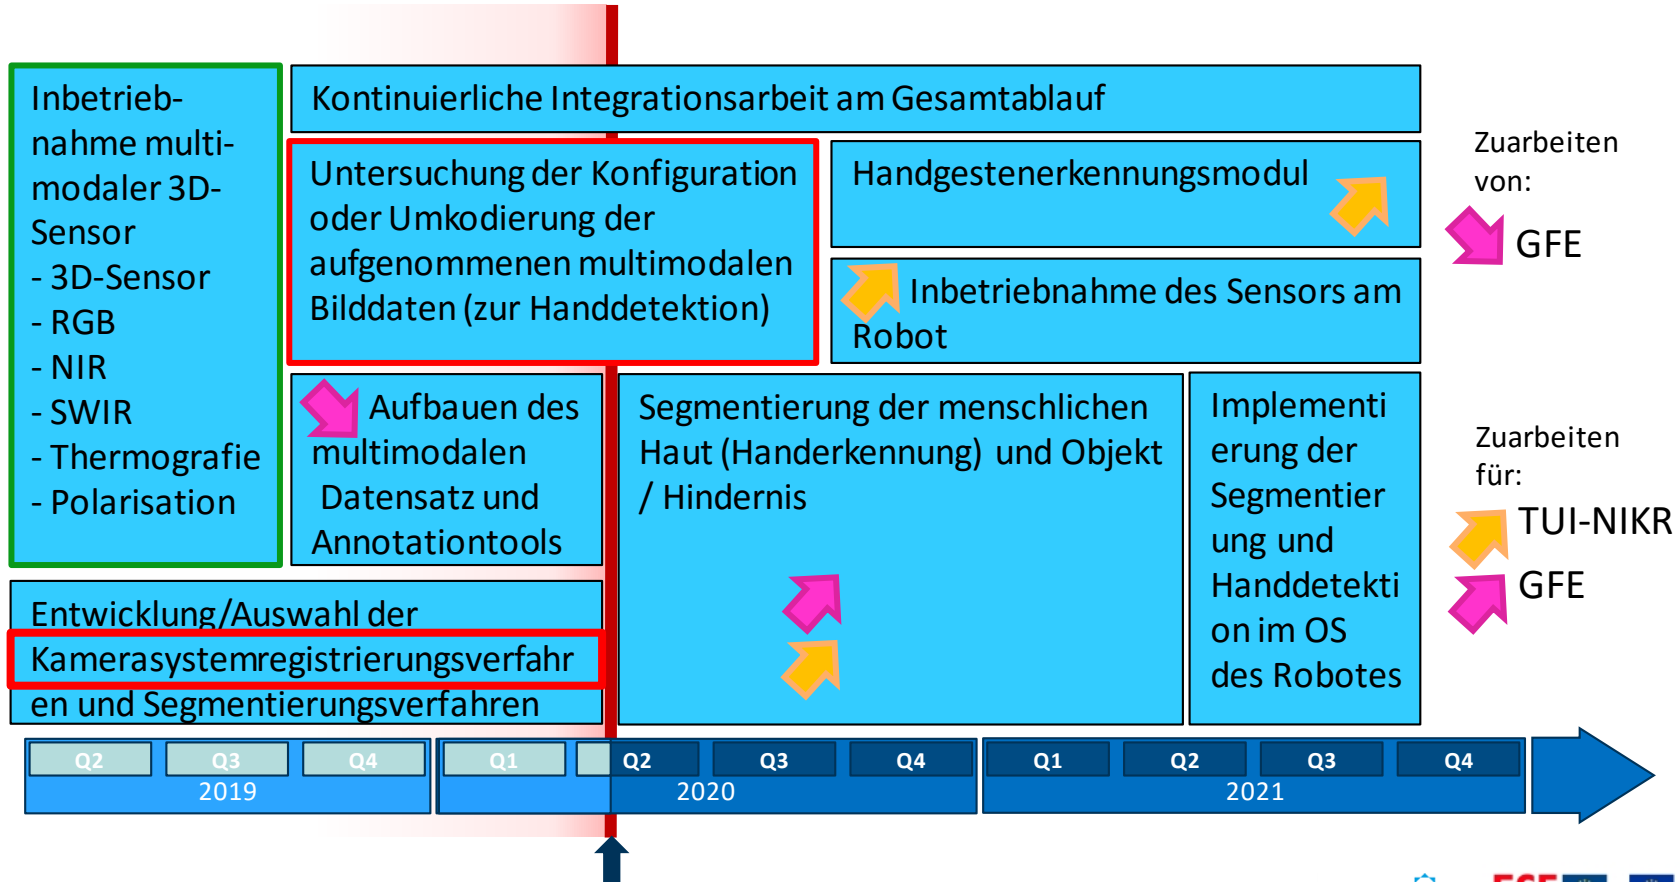 Inbetrieb-
nahme multi-
modaler 3D-
Sensor
- 3D-Sensor
- RGB
- NIR
- SWIR
- Thermografie
- Polarisation
Kontinuierliche Integrationsarbeit am Gesamtablauf
Untersuchung der Konfiguration
oder Umkodierung der
aufgenommenen multimodalen
Bilddaten (zur Handdetektion)
Handgestenerkennungsmodul
Inbetriebnahme des Sensors am
Robot
Aufbauen des
multimodalen
Datensatz und
Annotationtools
Segmentierung der menschlichen
Haut (Handerkennung) und Objekt
/ Hindernis
Implementi
erung der
Segmentier
ung und
Handdetekti
on im OS
des Robotes
Entwicklung/Auswahl der
Kamerasystemregistrierungsverfahr
en und Segmentierungsverfahren
Zuarbeiten
von:
GFE
Zuarbeiten
für:
TUI-NIKR
GFE
Q2 Q3 Q4 Q1 Q2 Q3 Q4 Q1 Q2 Q3 Q4
2019 2020 2021